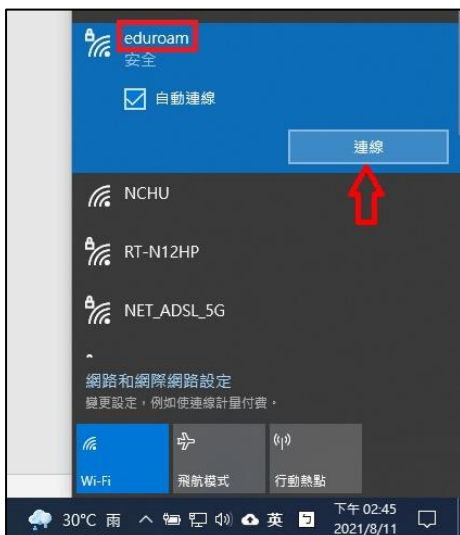 eduroam
安全
自動連線
連線
NCHU
RT-N12HP
NET_ADSL_5G
網路和網際網路設定
變更設定，例如使連線計量付費。
Wi-Fi
飛航模式
行動熱點
30°C 雨
英
ㄅ
下午 02:45
2021/8/11